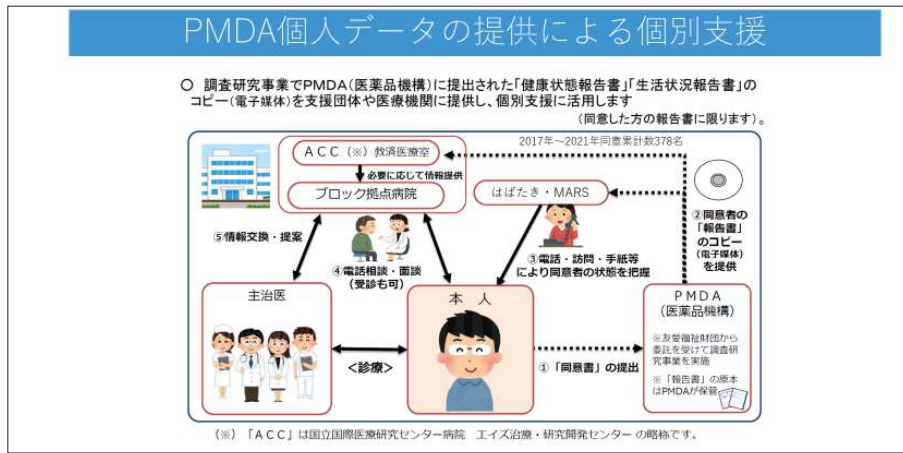 PMDA個人データの提供による個別支援
〇 調査研究事業でPMDA(医薬品機構)に提出された「健康状態報告書」「生活状況報告書」の
コピー(電子媒体)を支援団体や医療機関に提供し、個別支援に活用します
(同意した方の報告書に限ります)。
2017年～2021年同意累計数378名
ACC(※)救済医療室
必要に応じて情報提供
ブロック拠点病院
はばたき・MARS
②同意者の
「報告書」
のコピー
(電子媒体)
を提供
⑤情報交換・提案
④電話相談・面談
(受診も可)
③電話・訪問・手紙等
により同意者の状態を把握
主治医
本 人
PMDA
(医薬品機構)
※友愛福祉財団から
委託を受けて調査研
究事業を実施
※「報告書」の原本
はPMDAが保管
<診療>
①「同意書」の提出
(※)「ACC」は国立国際医療研究センター病院 エイズ治療・研究開発センター の略称です。